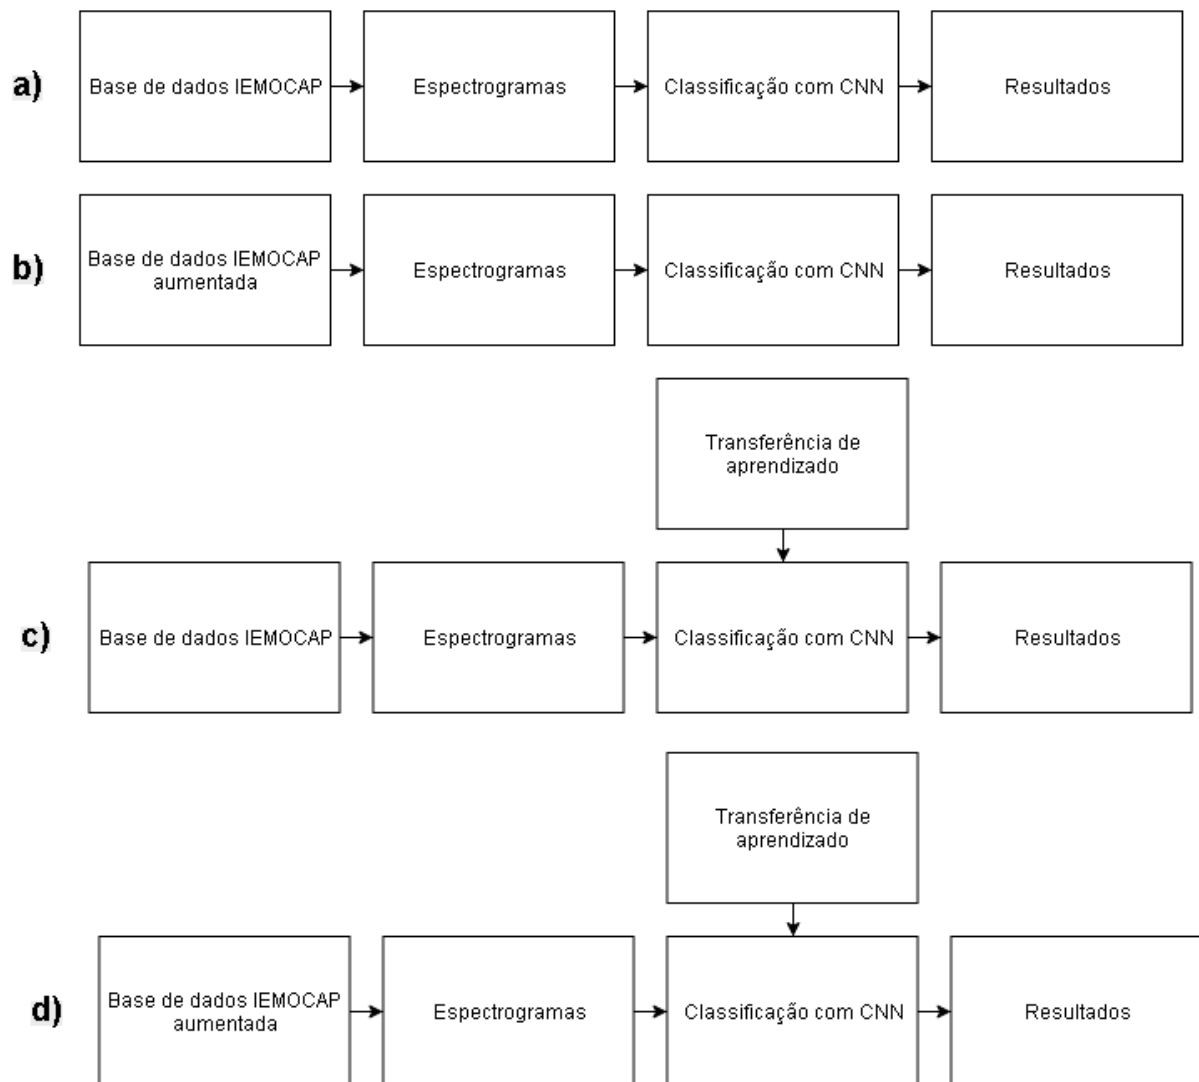 a)
Base de dados IEMOCAP
Espectrogramas
Classificação com CNN
Resultados
b)
Base de dados IEMOCAP
aumentada
Espectrogramas
Classificação com CNN
Resultados
Transferência de
aprendizado
c)
Base de dados IEMOCAP
Espectrogramas
Classificação com CNN
Resultados
Transferência de
aprendizado
d)
Base de dados IEMOCAP
aumentada
Espectrogramas
Classificação com CNN
Resultados